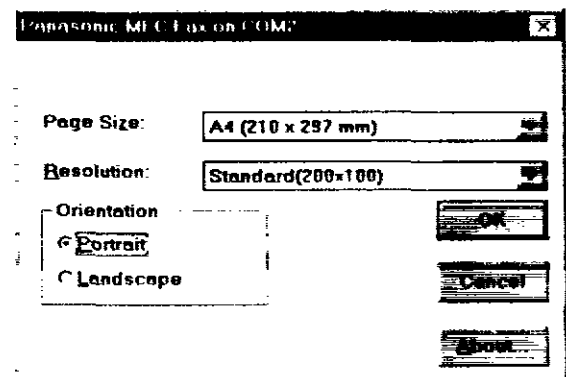 Panasonic MFC Fax on COM2
Page Size:
A4 (210 x 297 mm)
Resolution:
Standard(200x100)
Orientation
Portrait
Landscape
OK
Cancel
About...